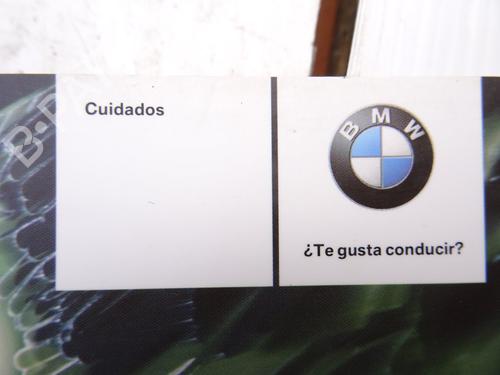 Cuidados
BMW
¿Te gusta conducir?